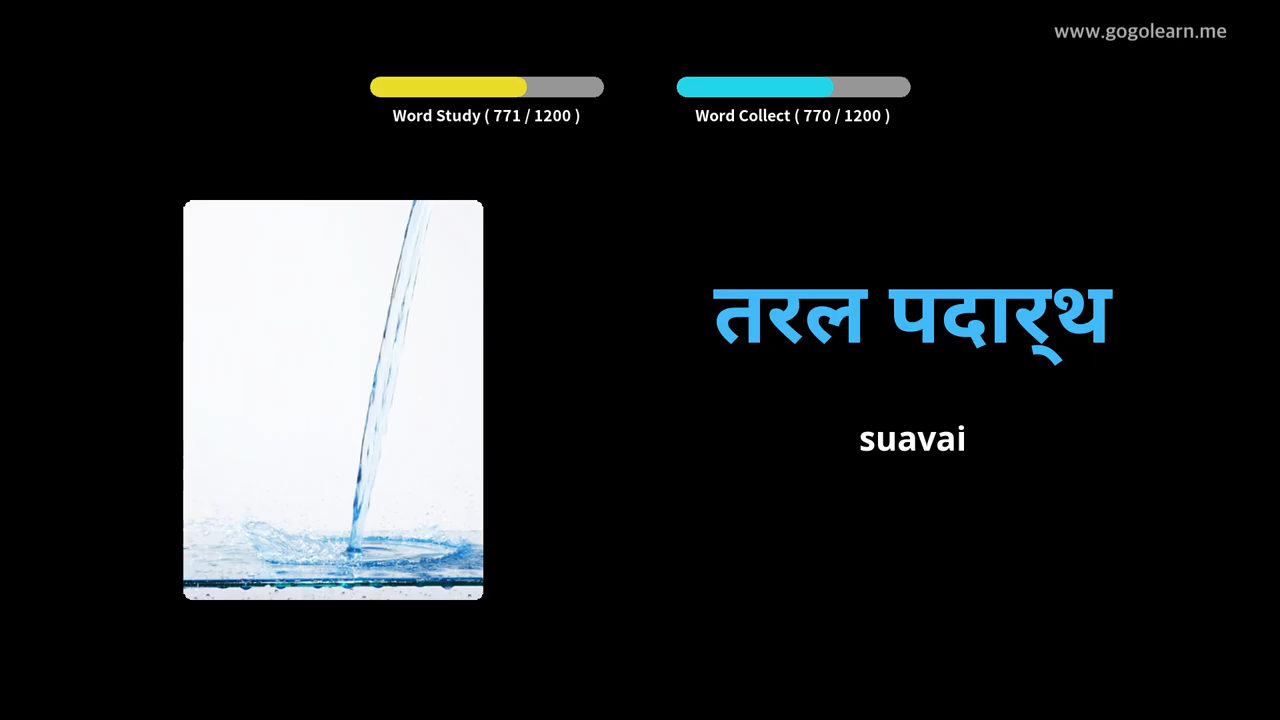 www.gogolearn.me
Word Study ( 771 / 1200 )
Word Collect ( 770 / 1200 )
तरल पदार्‌थ
suavai